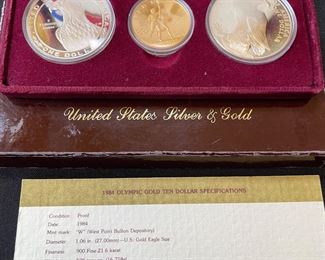 ONE DOLLAR
United States Silver & Gold
1984 OLYMPIC GOLD TEN DOLLAR SPECIFICATIONS
Condition: Proof
Date: 1984
Mint mark: "W" (West Point Bullion Depository)
Diameter: 1.06 in. (27.00mm)—U.S. Gold Eagle Size
Fineness: 900 Fine-21.6 karat